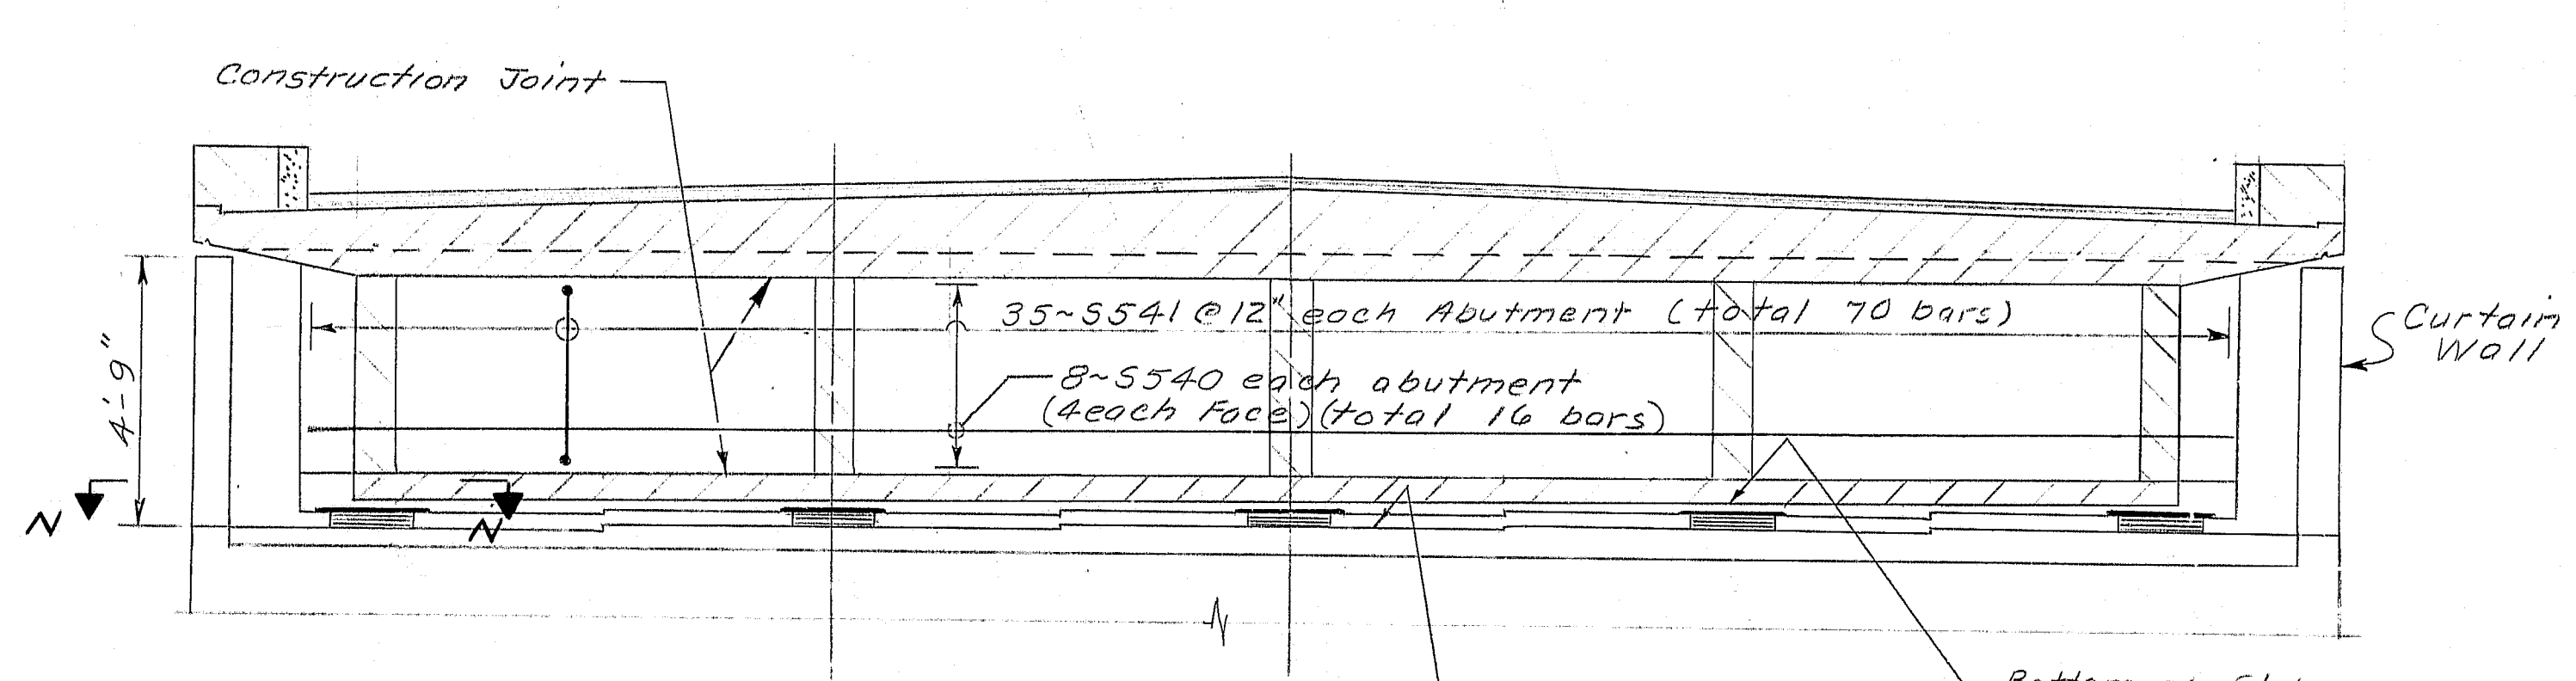 Construction Joint
35~S541 @ 12" each Abutment (total 70 bars)
Curtain
Wall
4'-9"
8~S540 each abutment
(4each Face)(total 16 bars)
N
N